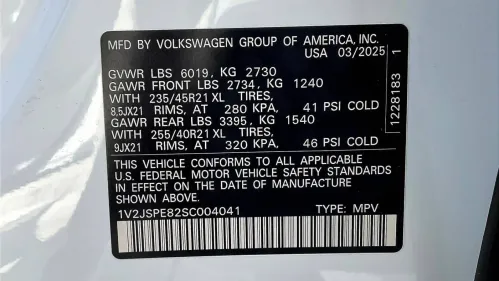 MFD BY VOLKSWAGEN GROUP OF AMERICA, INC.
USA 03/2025
GVWR LBS 6019, KG 2730
GAWR FRONT LBS 2734, KG 1240
WITH 235/45R21 XL TIRES,
8.5JX21 RIMS, AT 280 KPA, 41 PSI COLD
GAWR REAR LBS 3395, KG 1540
WITH 255/40R21 XL TIRES,
9JX21 RIMS, AT 320 KPA, 46 PSI COLD
THIS VEHICLE CONFORMS TO ALL APPLICABLE
U.S. FEDERAL MOTOR VEHICLE SAFETY STANDARDS
IN EFFECT ON THE DATE OF MANUFACTURE
SHOWN ABOVE.
1V2JSPE82SC004041 TYPE: MPV
1228183 1